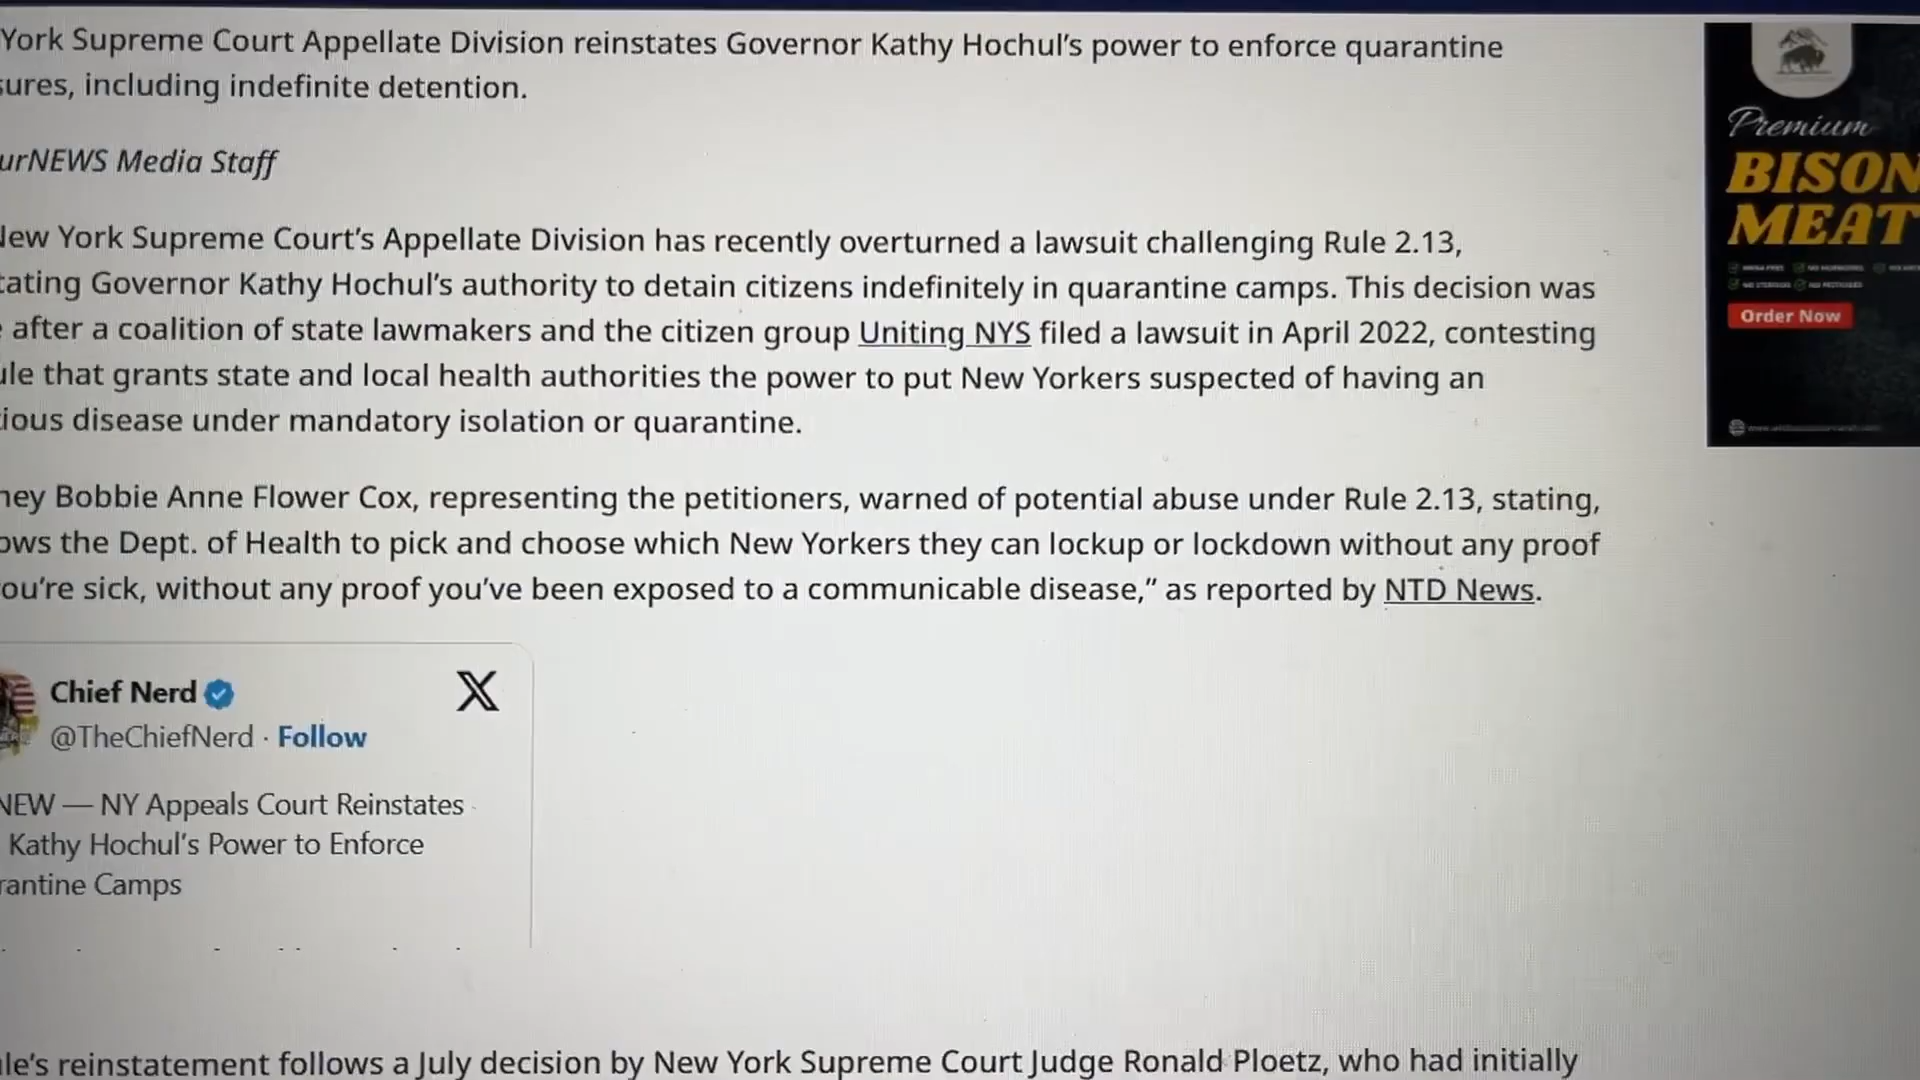 York Supreme Court Appellate Division reinstates Governor Kathy Hochul's power to enforce quarantine
sures, including indefinite detention.
urNEWS Media Staff
New York Supreme Court's Appellate Division has recently overturned a lawsuit challenging Rule 2.13,
tating Governor Kathy Hochul's authority to detain citizens indefinitely in quarantine camps. This decision was
after a coalition of state lawmakers and the citizen group Uniting NYS filed a lawsuit in April 2022, contesting
ule that grants state and local health authorities the power to put New Yorkers suspected of having an
tious disease under mandatory isolation or quarantine.
ney Bobbie Anne Flower Cox, representing the petitioners, warned of potential abuse under Rule 2.13, stating,
ows the Dept. of Health to pick and choose which New Yorkers they can lockup or lockdown without any proof
ou're sick, without any proof you've been exposed to a communicable disease,” as reported by NTD News.
Chief Nerd
@TheChiefNerd · Follow
NEW — NY Appeals Court Reinstates
Kathy Hochul's Power to Enforce
rantine Camps
ule's reinstatement follows a July decision by New York Supreme Court Judge Ronald Ploetz, who had initially
Premium
BISON
MEAT
Order Now